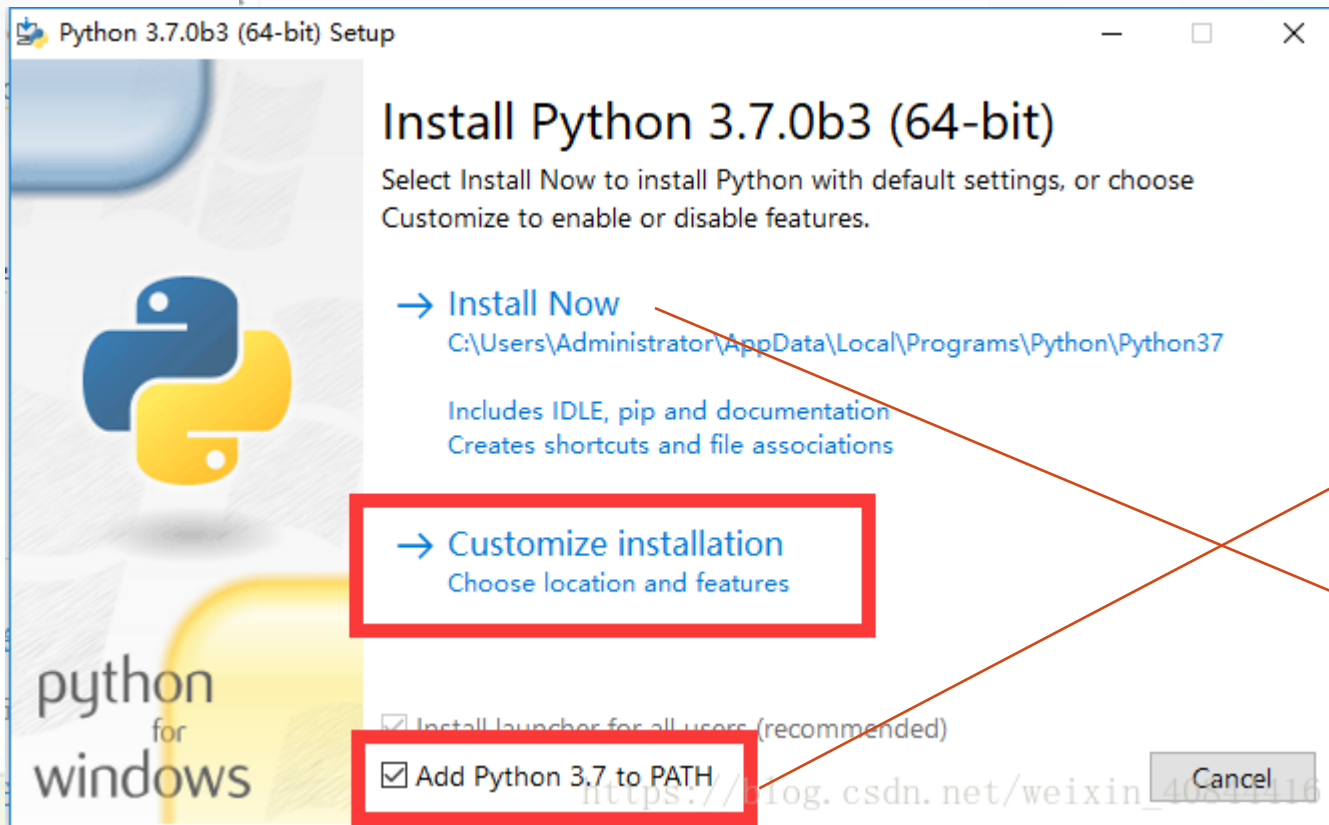 Python 3.7.0b3 (64-bit) Setup
Install Python 3.7.0b3 (64-bit)
Select Install Now to install Python with default settings, or choose
Customize to enable or disable features.
Install Now
C:\Users\Administrator\AppData\Local\Programs\Python\Python37
Includes IDLE, pip and documentation
Creates shortcuts and file associations
Customize installation
Choose location and features
python
for
windows
Install launcher for all users (recommended)
Add Python 3.7 to PATH
Cancel
https://blog.csdn.net/weixin_40844416